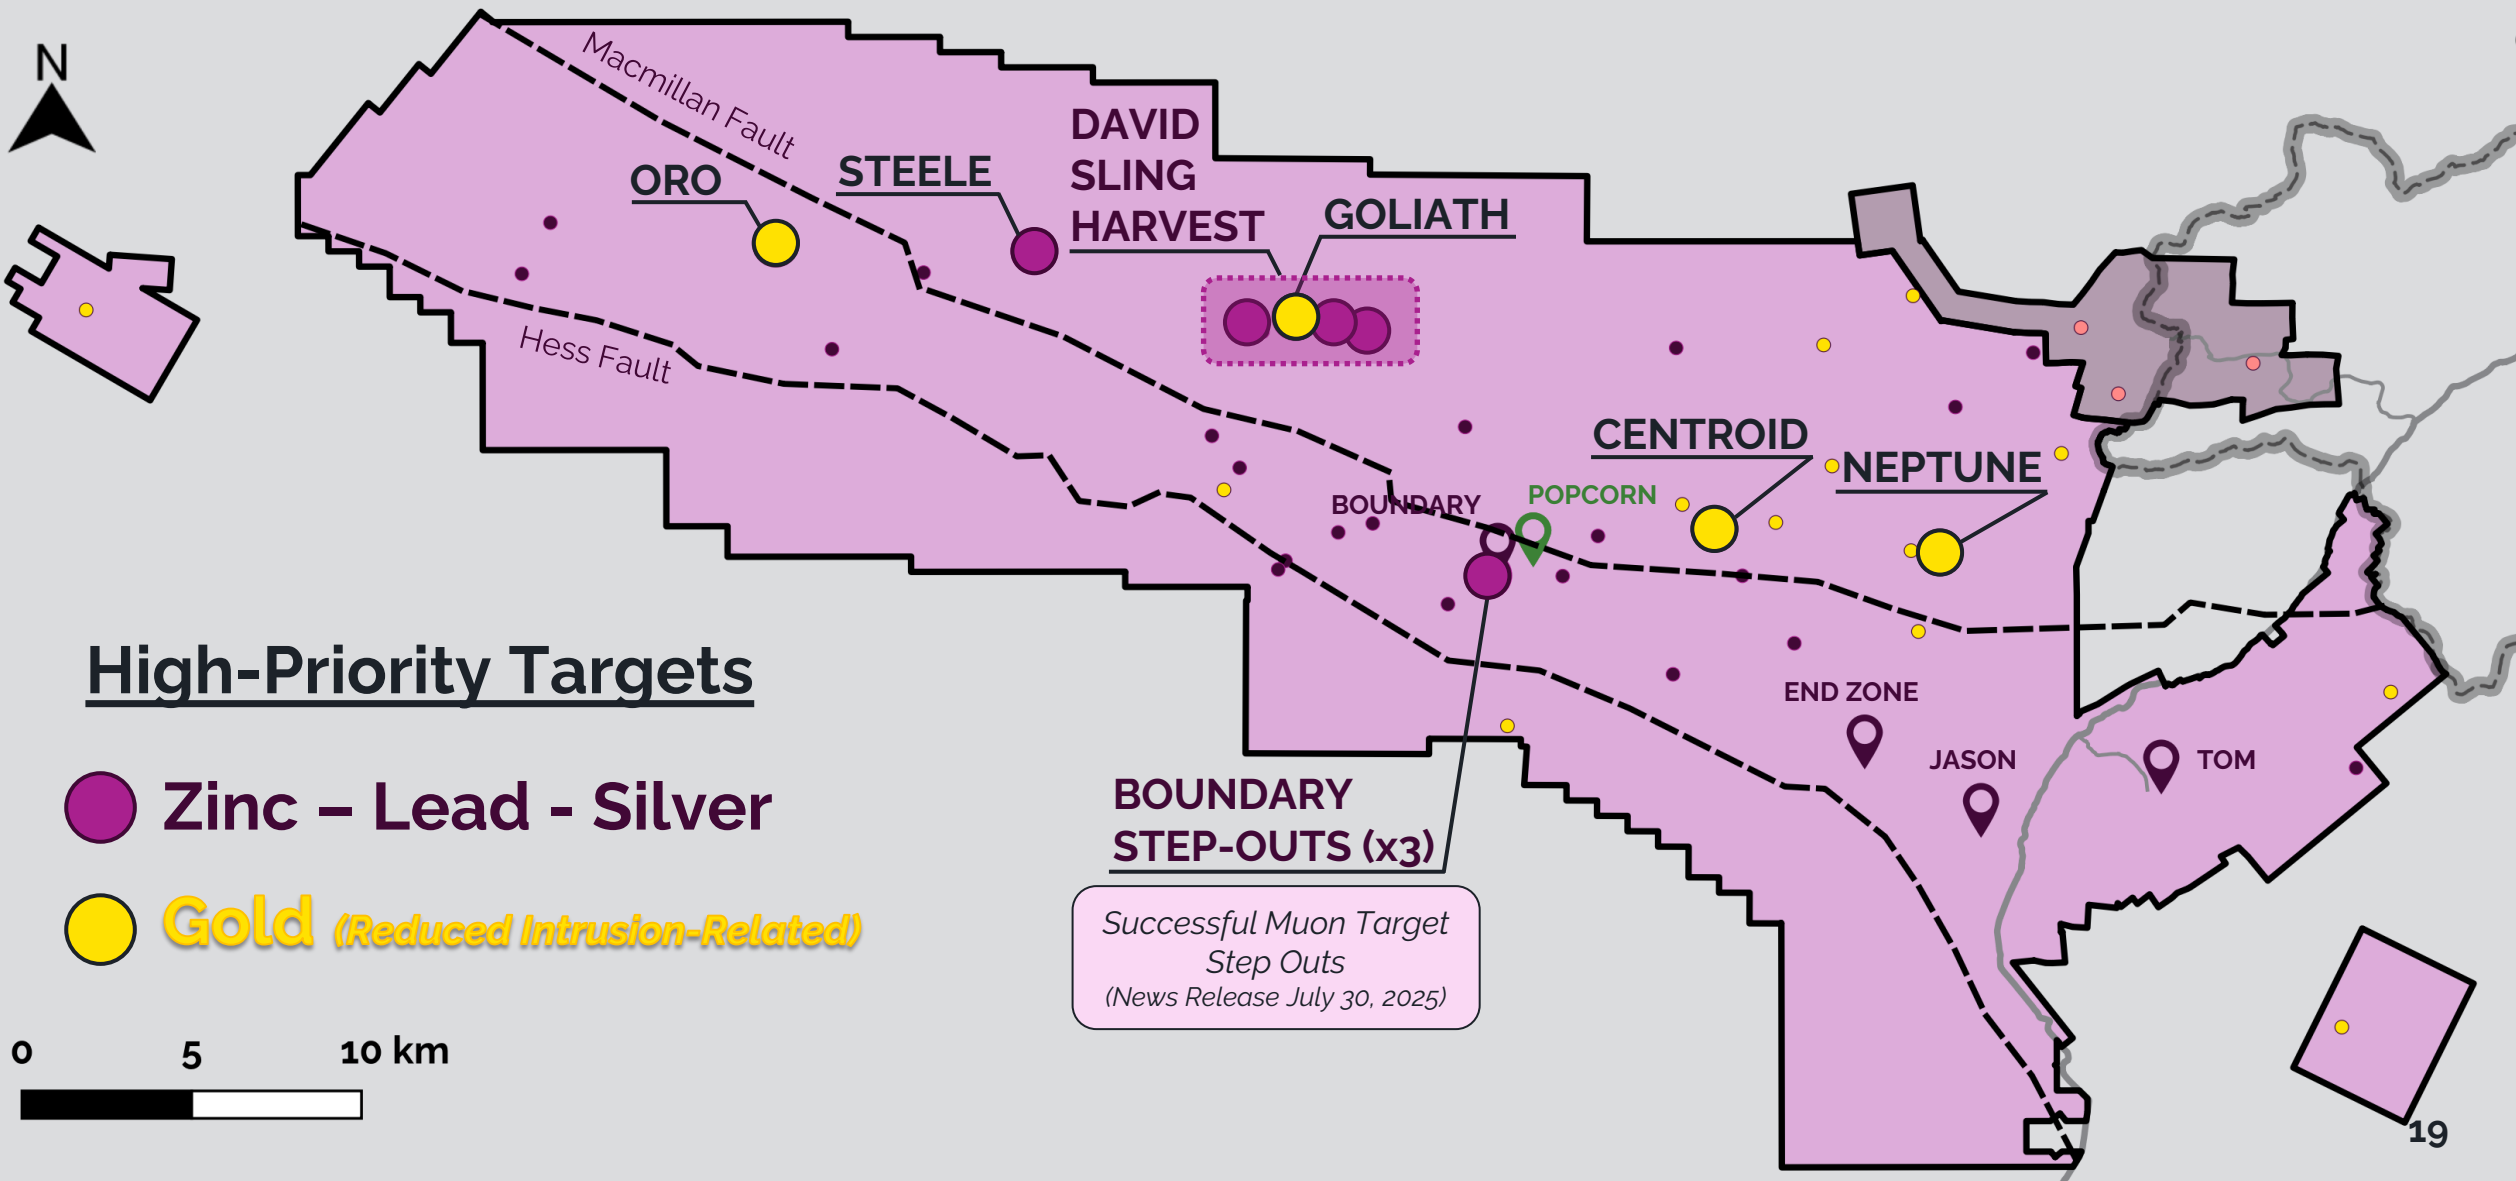 N
Macmillan Fault
ORO
STEELE
DAVID
SLING
HARVEST
GOLIATH
Hess Fault
CENTROID
NEPTUNE
BOUNDARY
POPCORN
High-Priority Targets
Zinc – Lead - Silver
Gold (Reduced Intrusion-Related)
END ZONE
JASON
TOM
BOUNDARY
STEP-OUTS (x3)
Successful Muon Target
Step Outs
(News Release July 30, 2025)
0 5 10 km
19